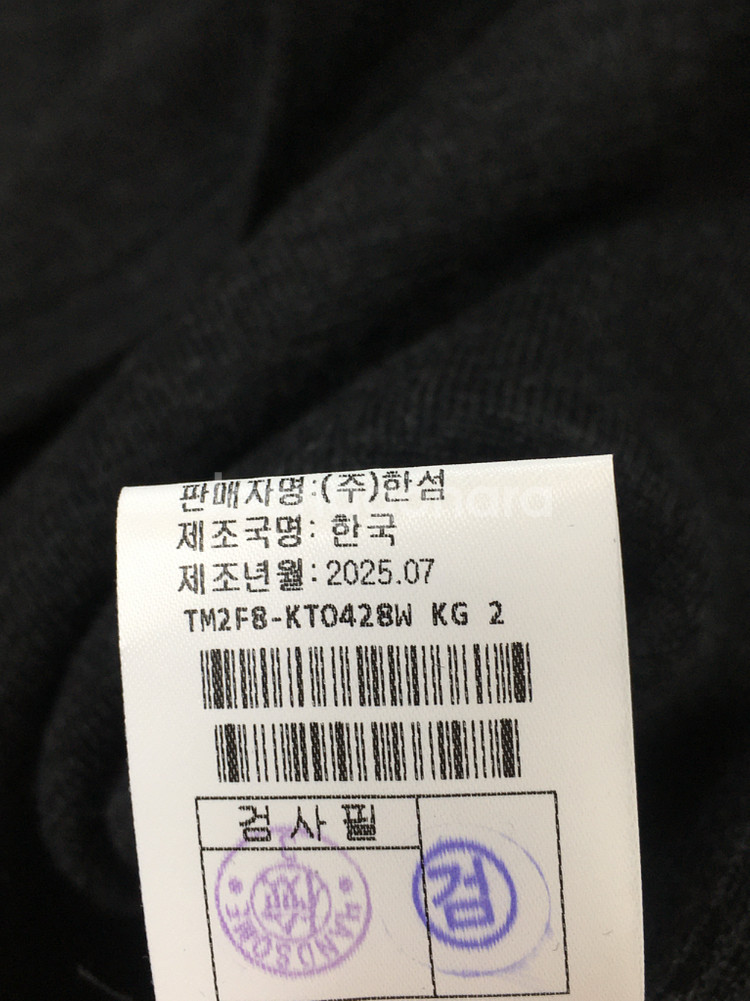 판매자명:(주)한섬
제조국명: 한국
제조년월: 2025.07
TM2F8-KT0428W KG 2
검사필
검
HANDSOME